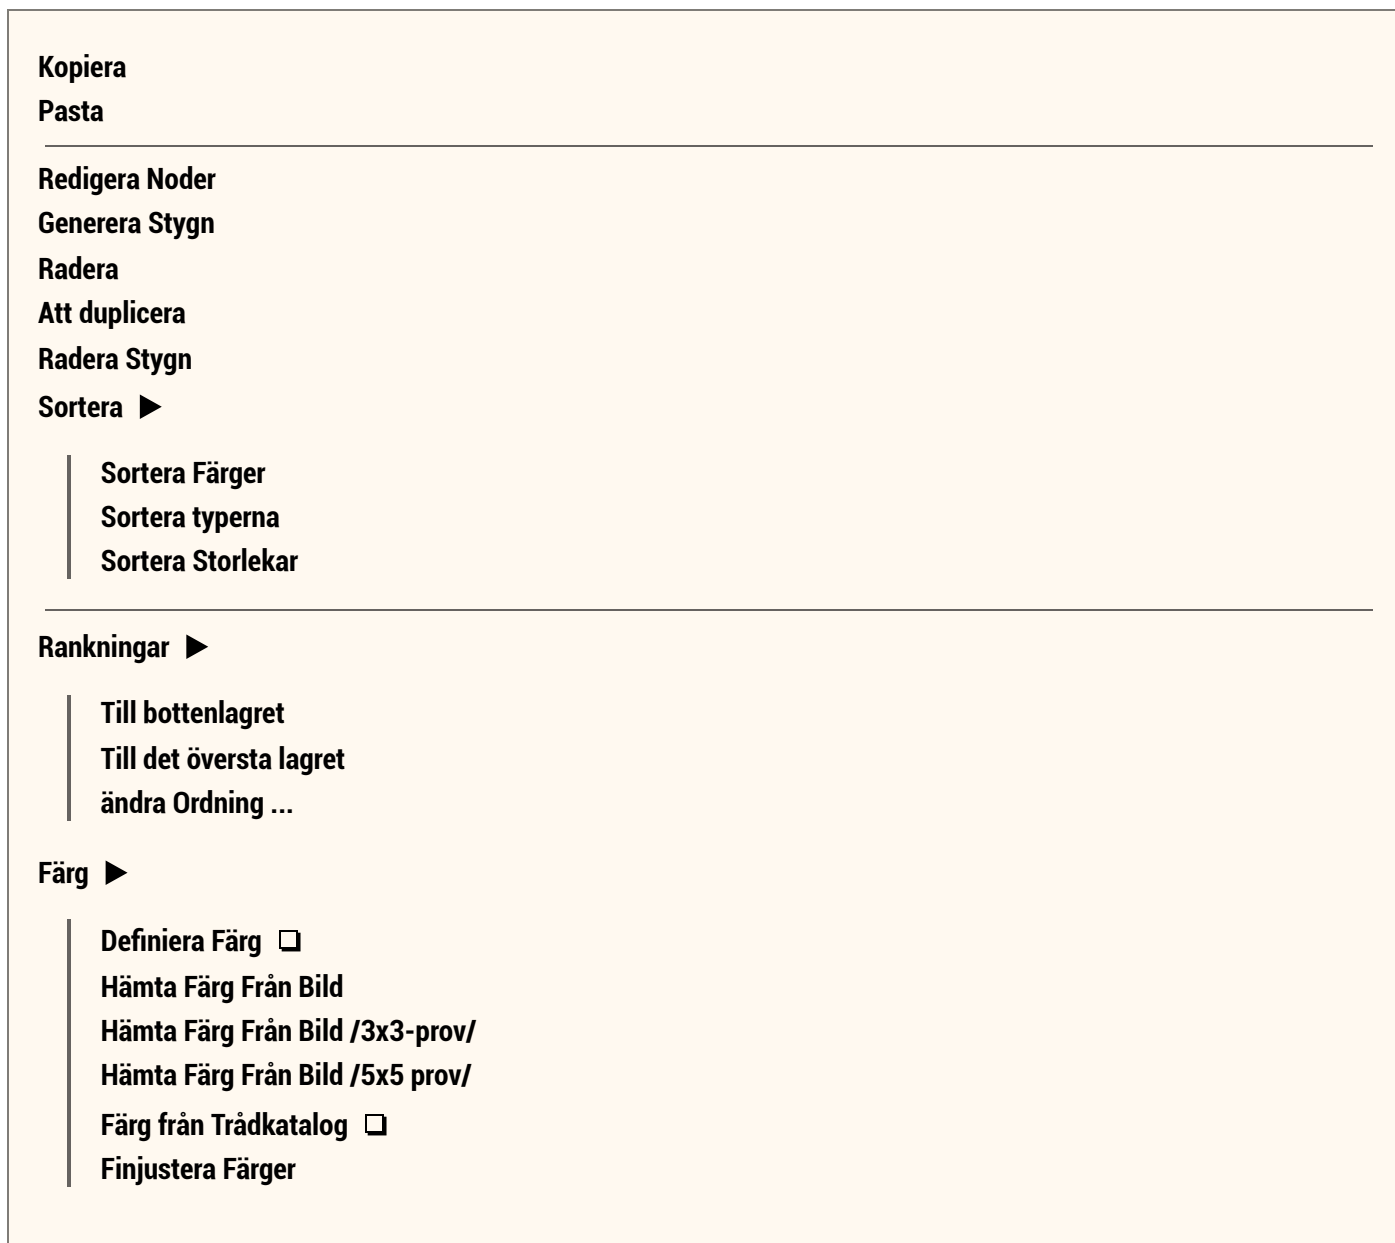 Kopiera
Pasta
Redigera Noder
Generera Stygn
Radera
Att duplicera
Radera Stygn
Sortera ▶
Sortera Färger
Sortera typerna
Sortera Storlekar
Rankningar ▶
Till bottenlagret
Till det översta lagret
ändra Ordning ...
Färg ▶
Definiera Färg ❏
Hämta Färg Från Bild
Hämta Färg Från Bild /3x3-prov/
Hämta Färg Från Bild /5x5 prov/
Färg från Trådkatalog ❏
Finjustera Färger